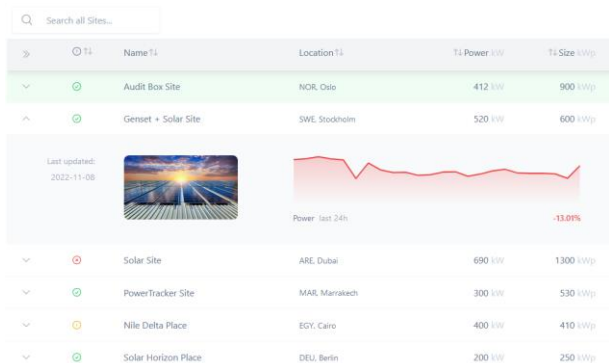 Search all Sites...
Name↑↓ Location↑↓ ↑↓Power kW ↑↓Size kWp
Audit Box Site NOR, Oslo 412 kW 900 kWp
Genset + Solar Site SWE, Stockholm 520 kW 600 kWp
Last updated:
2022-11-08
Power last 24h -13.01%
Solar Site ARE, Dubai 690 kW 1300 kWp
PowerTracker Site MAR, Marrakech 300 kW 530 kWp
Nile Delta Place EGY, Cairo 400 kW 410 kWp
Solar Horizon Place DEU, Berlin 200 kW 250 kWp